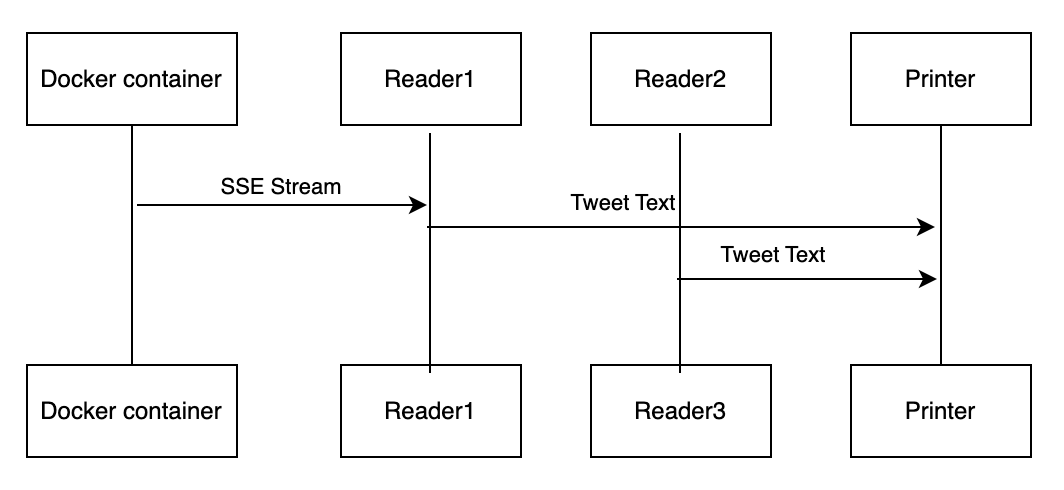 Docker container
Reader1
Reader2
Printer
SSE Stream
Tweet Text
Tweet Text
Docker container
Reader1
Reader3
Printer